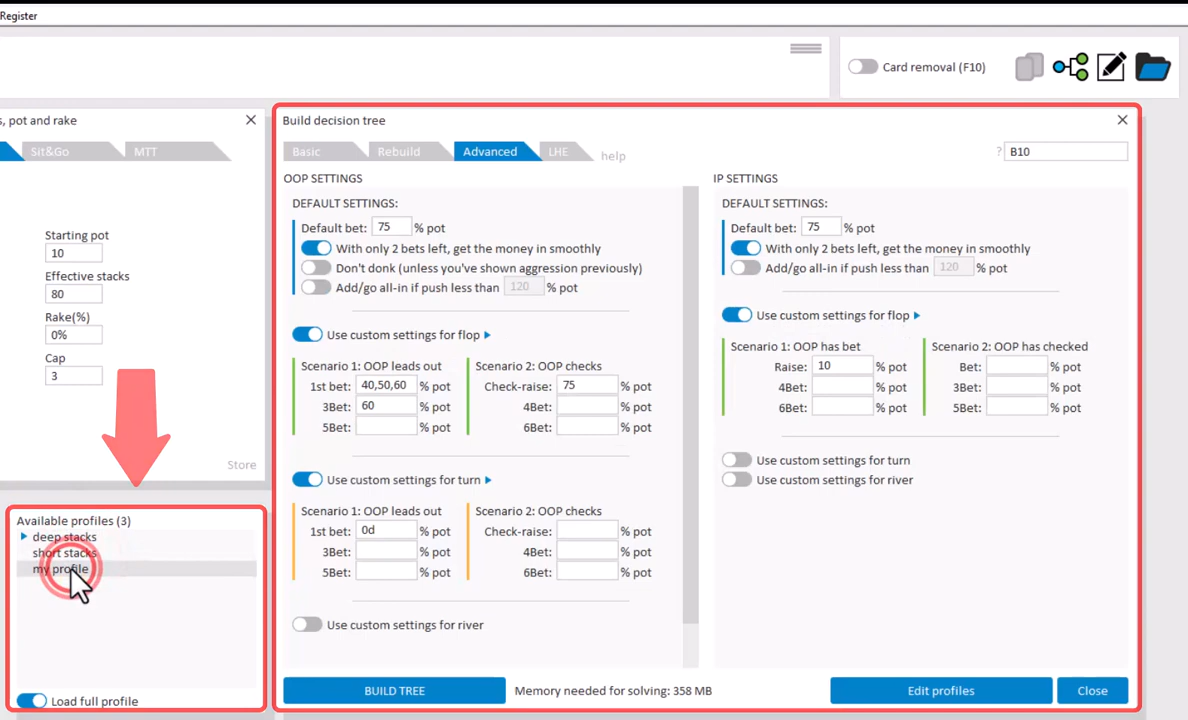 Register
Card removal (F10)
s, pot and rake
Sit&Go
MTT
Starting pot
10
Effective stacks
80
Rake(%)
0%
Cap
3
Store
Available profiles (3)
deep stacks
short stacks
my profile
Load full profile
Build decision tree
Basic
Rebuild
Advanced
LHE
help
? B10
OOP SETTINGS
DEFAULT SETTINGS:
Default bet: 75 % pot
With only 2 bets left, get the money in smoothly
Don't donk (unless you've shown aggression previously)
Add/go all-in if push less than 120 % pot
Use custom settings for flop
Scenario 1: OOP leads out
1st bet: 40,50,60 % pot
3Bet: 60 % pot
5Bet: % pot
Scenario 2: OOP checks
Check-raise: 75 % pot
4Bet: % pot
6Bet: % pot
Use custom settings for turn
Scenario 1: OOP leads out
1st bet: 0d % pot
3Bet: % pot
5Bet: % pot
Scenario 2: OOP checks
Check-raise: % pot
4Bet: % pot
6Bet: % pot
Use custom settings for river
IP SETTINGS
DEFAULT SETTINGS:
Default bet: 75 % pot
With only 2 bets left, get the money in smoothly
Add/go all-in if push less than 120 % pot
Use custom settings for flop
Scenario 1: OOP has bet
Raise: 10 % pot
4Bet: % pot
6Bet: % pot
Scenario 2: OOP has checked
Bet: % pot
3Bet: % pot
5Bet: % pot
Use custom settings for turn
Use custom settings for river
BUILD TREE
Memory needed for solving: 358 MB
Edit profiles
Close